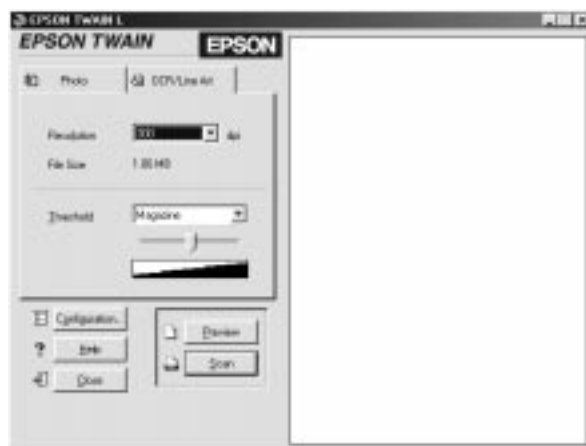 EPSON TWAIN L
EPSON TWAIN
EPSON
Photo
OCR/Line Art
Resolution
300
dpi
File Size
1.00 MB
Threshold
Magazine
Configuration...
Preview
Help
Scan
Close